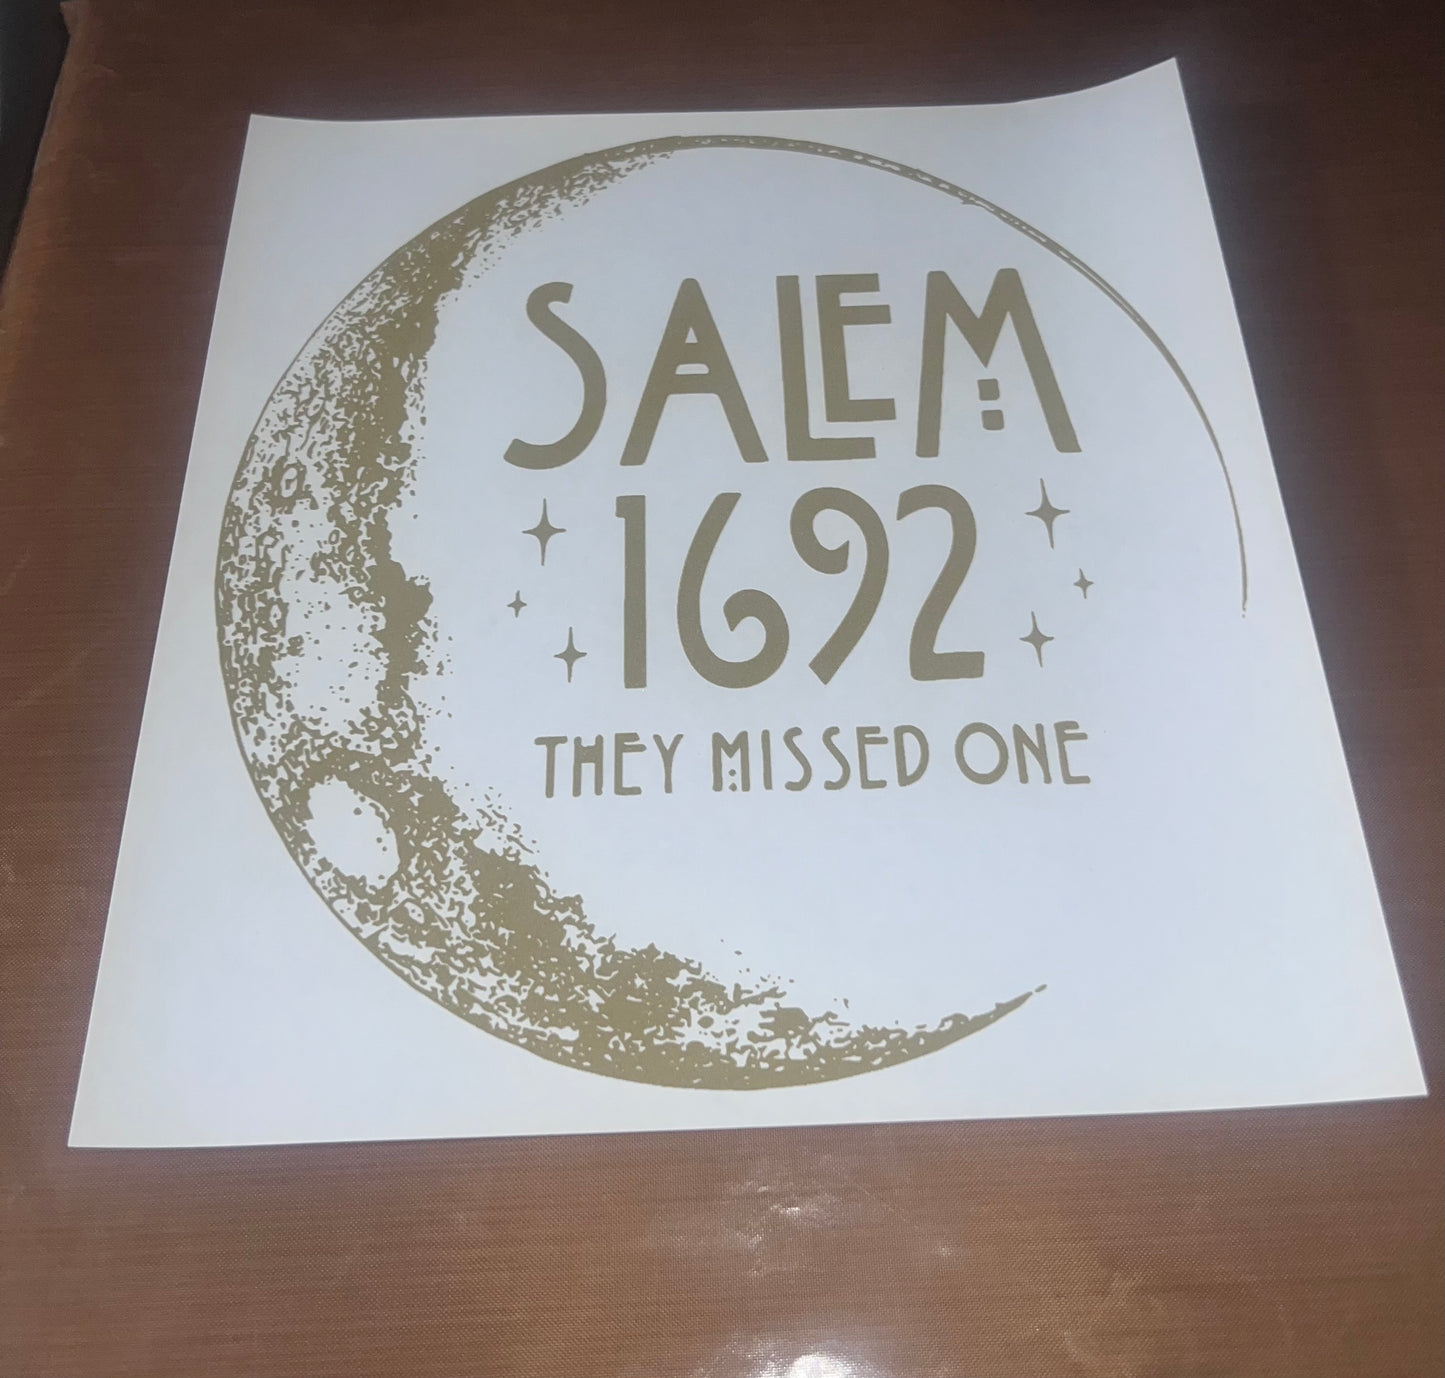 SALEM
1692
THEY MISSED ONE